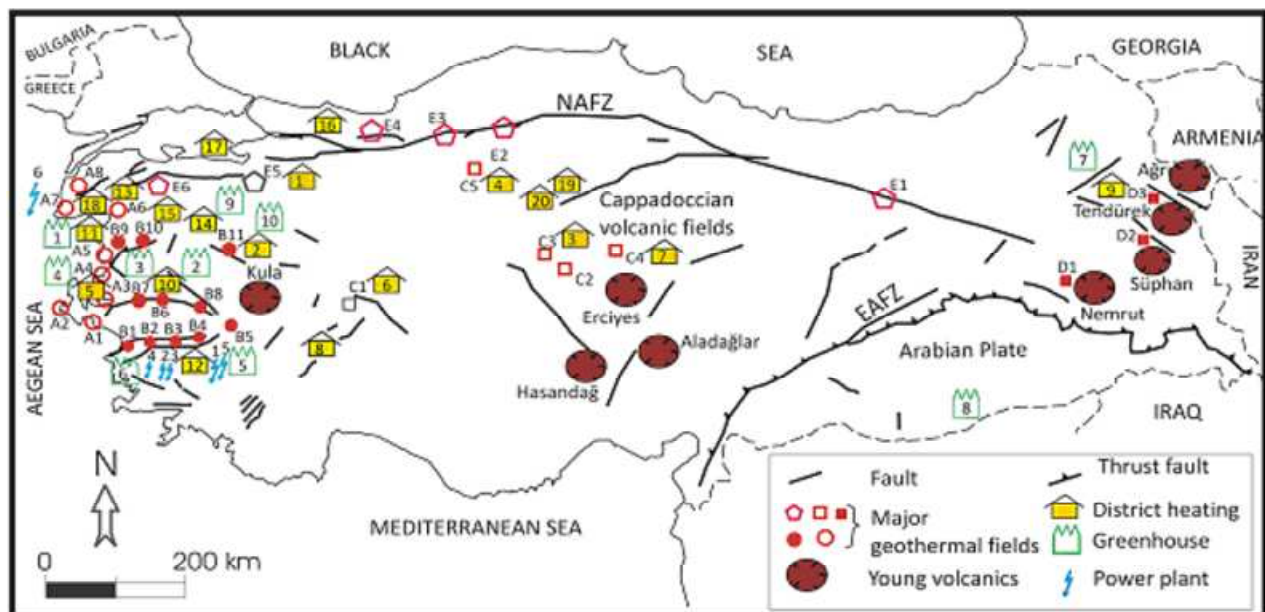 BULGARIA
BLACK
SEA
GEORGIA
GREECE
NAFZ
ARMENIA
16
E4
E3
17
E2
6
A8
E5
1
C5
4
19
20
7
Ağr
9
D3
A7
13
18
E6
A6
15
14
9
10
E1
Cappadoccian
volcanic fields
Tendürek
D2
1
11
B9
B10
B11
2
C3
3
C4
7
IRAN
A5
4
A4
3
2
Kula
C2
D1
Süphan
5
A3
10
B7
B6
B8
C1
6
EAFZ
Nemrut
A2
A1
Erciyes
B1
B2
B3
B4
B5
8
Aladağlar
Arabian Plate
4
23
12
15
5
Hasandağ
8
IRAQ
AEGEAN SEA
N
MEDITERRANEAN SEA
0
200 km
Fault
Thrust fault
Major
geothermal fields
District heating
Greenhouse
Young volcanics
Power plant